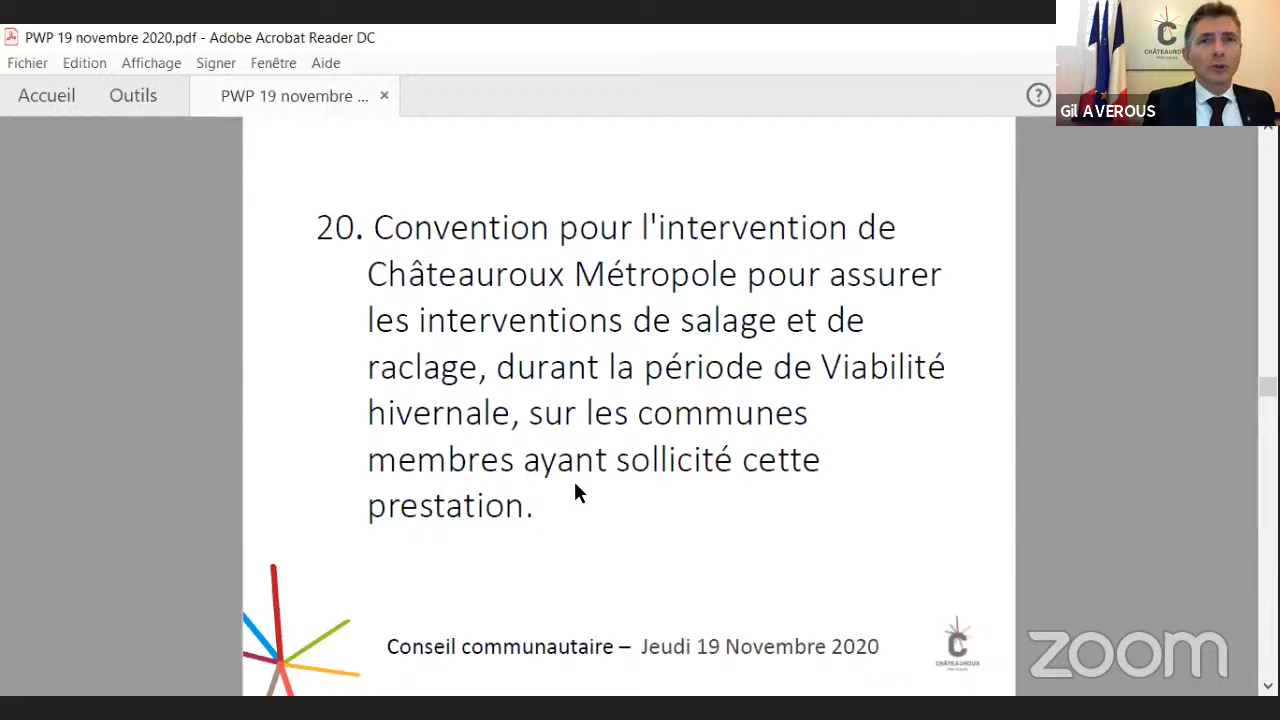 PWP 19 novembre 2020.pdf - Adobe Acrobat Reader DC
Fichier Edition Affichage Signer Fenêtre Aide
Accueil Outils PWP 19 novembre ... × ?
CHÂTEAUROUX
Gil AVEROUS
20. Convention pour l'intervention de
Châteauroux Métropole pour assurer
les interventions de salage et de
raclage, durant la période de Viabilité
hivernale, sur les communes
membres ayant sollicité cette
prestation.
Conseil communautaire – Jeudi 19 Novembre 2020
CHÂTEAUROUX
zoom